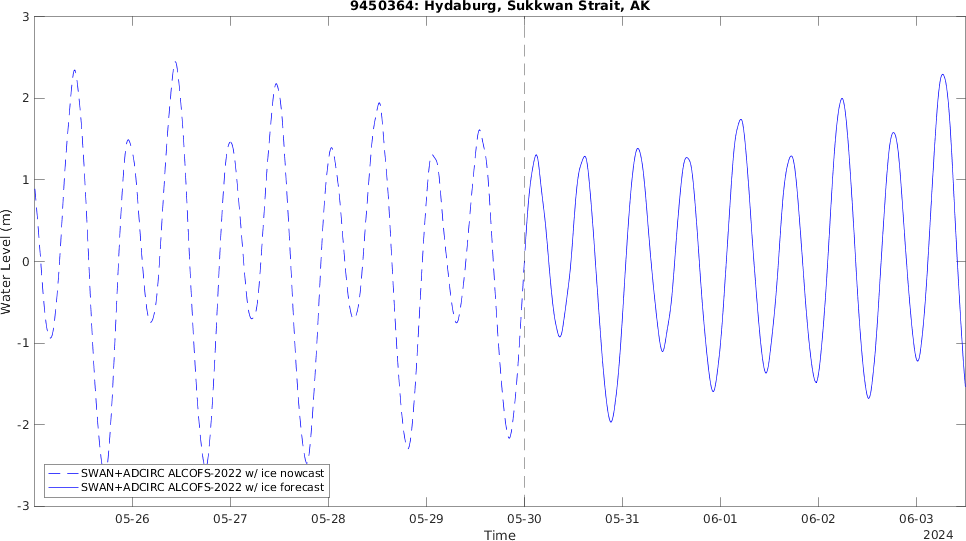 9450364: Hydaburg, Sukkwan Strait, AK
3
2
1
0
-1
-2
-3
Water Level (m)
SWAN+ADCIRC ALCOFS-2022 w/ ice nowcast
SWAN+ADCIRC ALCOFS-2022 w/ ice forecast
05-26 05-27 05-28 05-29 05-30 05-31 06-01 06-02 06-03
Time
2024